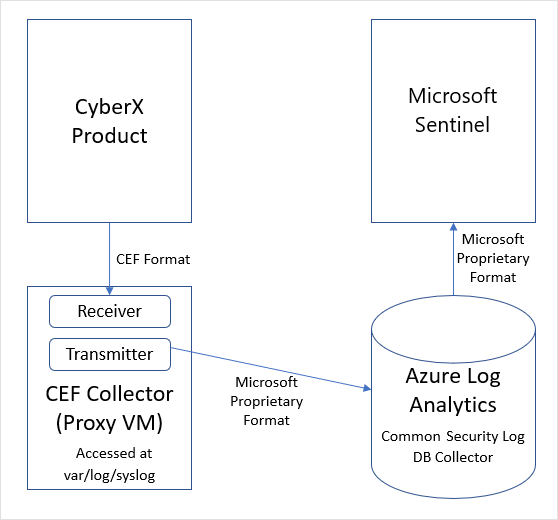 CyberX
Product
Microsoft
Sentinel
CEF Format
Microsoft
Proprietary
Format
Receiver
Transmitter
CEF Collector
(Proxy VM)
Accessed at
var/log/syslog
Microsoft
Proprietary
Format
Azure Log
Analytics
Common Security Log
DB Collector